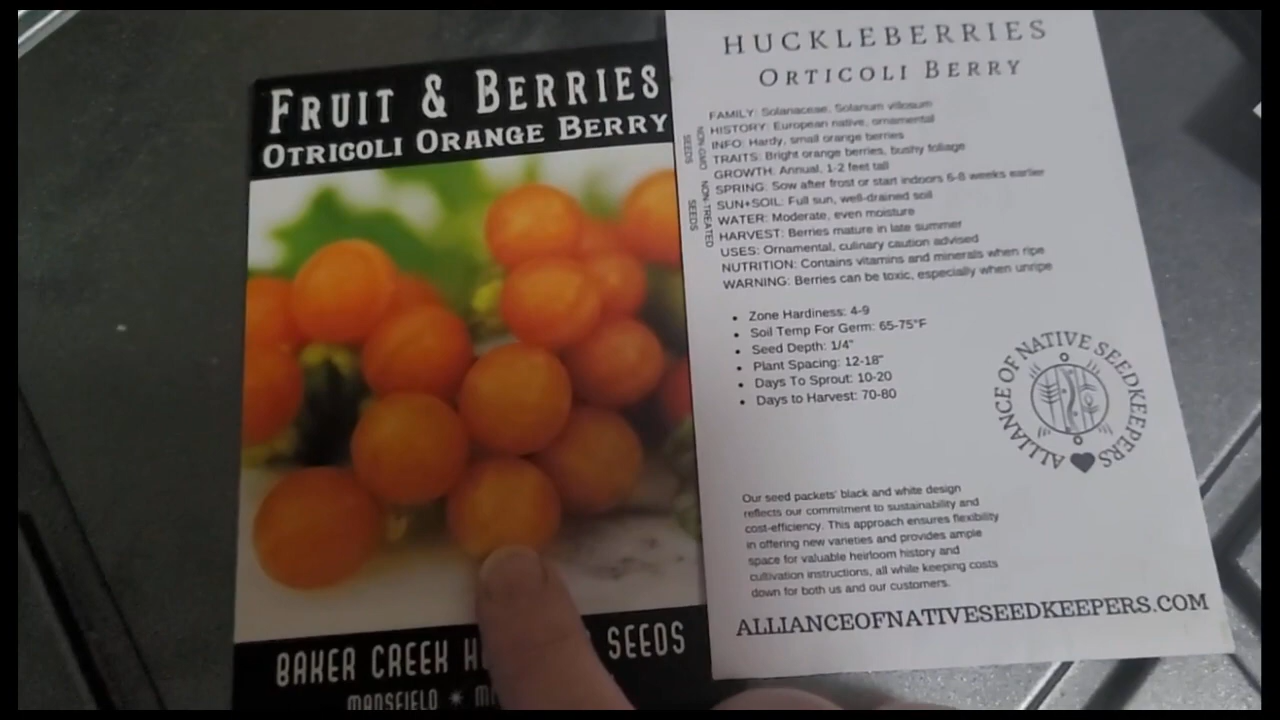 FRUIT & BERRIES
OTRICOLI ORANGE BERRY
BAKER CREEK H SEEDS
MANSFIELD
HUCKLEBERRIES
ORTICOLI BERRY
NON-GMO SEEDS
NON-TREATED SEEDS
FAMILY: Solanaceae, Solanum villosum
HISTORY: European native, ornamental
INFO: Hardy, small orange berries
TRAITS: Bright orange berries, bushy foliage
GROWTH: Annual, 1-2 feet tall
SPRING: Sow after frost or start indoors 6-8 weeks earlier
SUN+SOIL: Full sun, well-drained soil
WATER: Moderate, even moisture
HARVEST: Berries mature in late summer
USES: Ornamental, culinary caution advised
NUTRITION: Contains vitamins and minerals when ripe
WARNING: Berries can be toxic, especially when unripe
• Zone Hardiness: 4-9
• Soil Temp For Germ: 65-75°F
• Seed Depth: 1/4"
• Plant Spacing: 12-18"
• Days To Sprout: 10-20
• Days to Harvest: 70-80
ALLIANCE OF NATIVE SEEDKEEPERS
Our seed packets' black and white design
reflects our commitment to sustainability and
cost-efficiency. This approach ensures flexibility
in offering new varieties and provides ample
space for valuable heirloom history and
cultivation instructions, all while keeping costs
down for both us and our customers.
ALLIANCEOFNATIVESEEDKEEPERS.COM